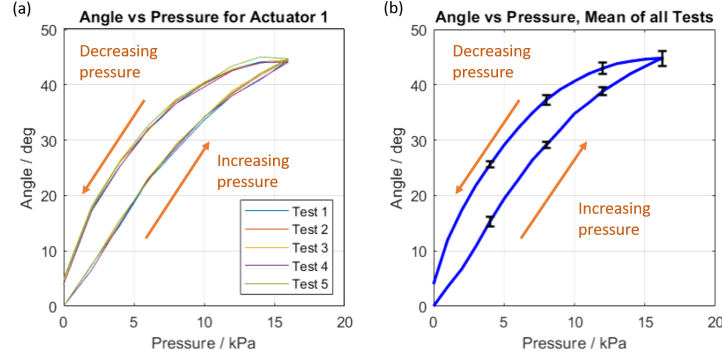 (a)
Angle vs Pressure for Actuator 1
50
40
30
20
10
0
Angle / deg
Decreasing
pressure
Increasing
pressure
Test 1
Test 2
Test 3
Test 4
Test 5
0
5
10
15
20
Pressure / kPa
(b)
Angle vs Pressure, Mean of all Tests
50
40
30
20
10
0
Angle / deg
Decreasing
pressure
Increasing
pressure
0
5
10
15
20
Pressure / kPa